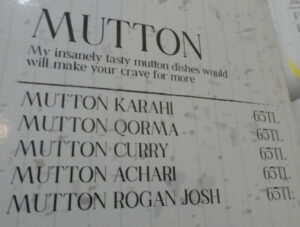 MUTTON
My insanely tasty mutton dishes would
will make your crave for more
MUTTON KARAHI 65TL
MUTTON QORMA 65TL
MUTTON CURRY 65TL
MUTTON ACHARI 65TL
MUTTON ROGAN JOSH 65TL